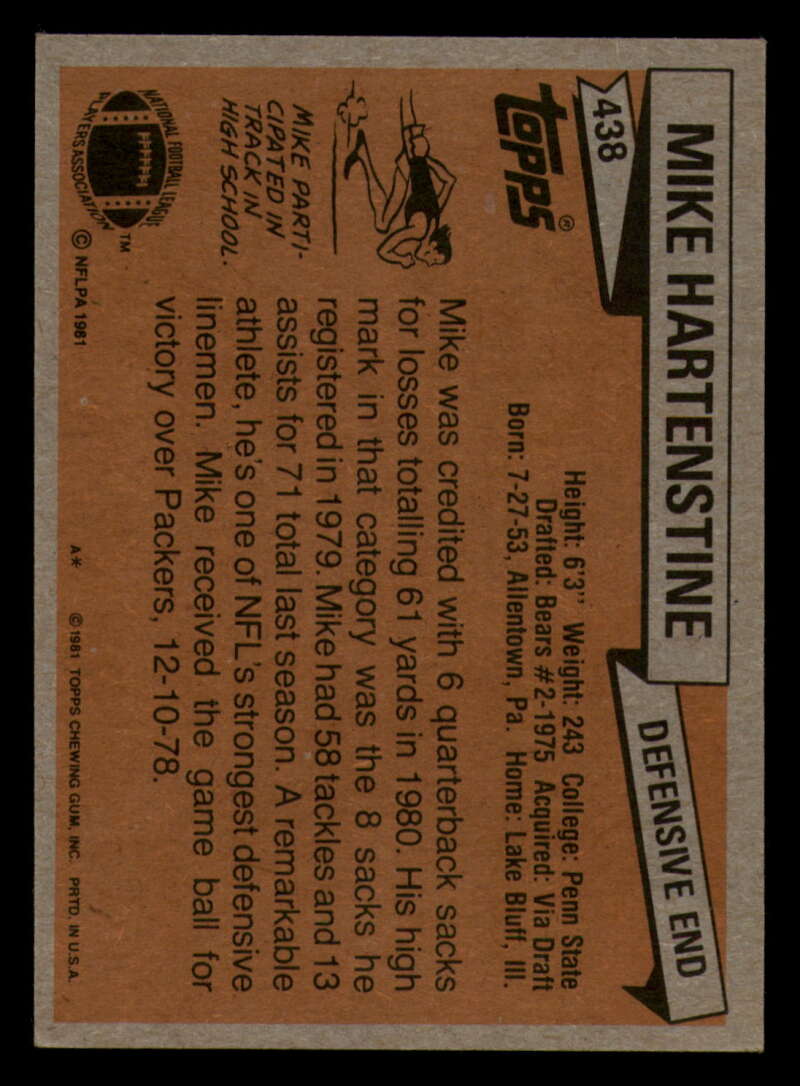 438
MIKE HARTENSTINE
DEFENSIVE END
TOPPS®
Height: 6'3" Weight: 243 College: Penn State
Drafted: Bears #2-1975 Acquired: Via Draft
Born: 7-27-53, Allentown, Pa. Home: Lake Bluff, Ill.
MIKE PARTI-
CIPATED IN
TRACK IN
HIGH SCHOOL.
Mike was credited with 6 quarterback sacks
for losses totalling 61 yards in 1980. His high
mark in that category was the 8 sacks he
registered in 1979. Mike had 58 tackles and 13
assists for 71 total last season. A remarkable
athlete, he's one of NFL's strongest defensive
linemen. Mike received the game ball for
victory over Packers, 12-10-78.
NATIONAL FOOTBALL LEAGUE
PLAYERS ASSOCIATION
TM
© NFLPA 1981
A* © 1981 TOPPS CHEWING GUM, INC. PRTD. IN U.S.A.